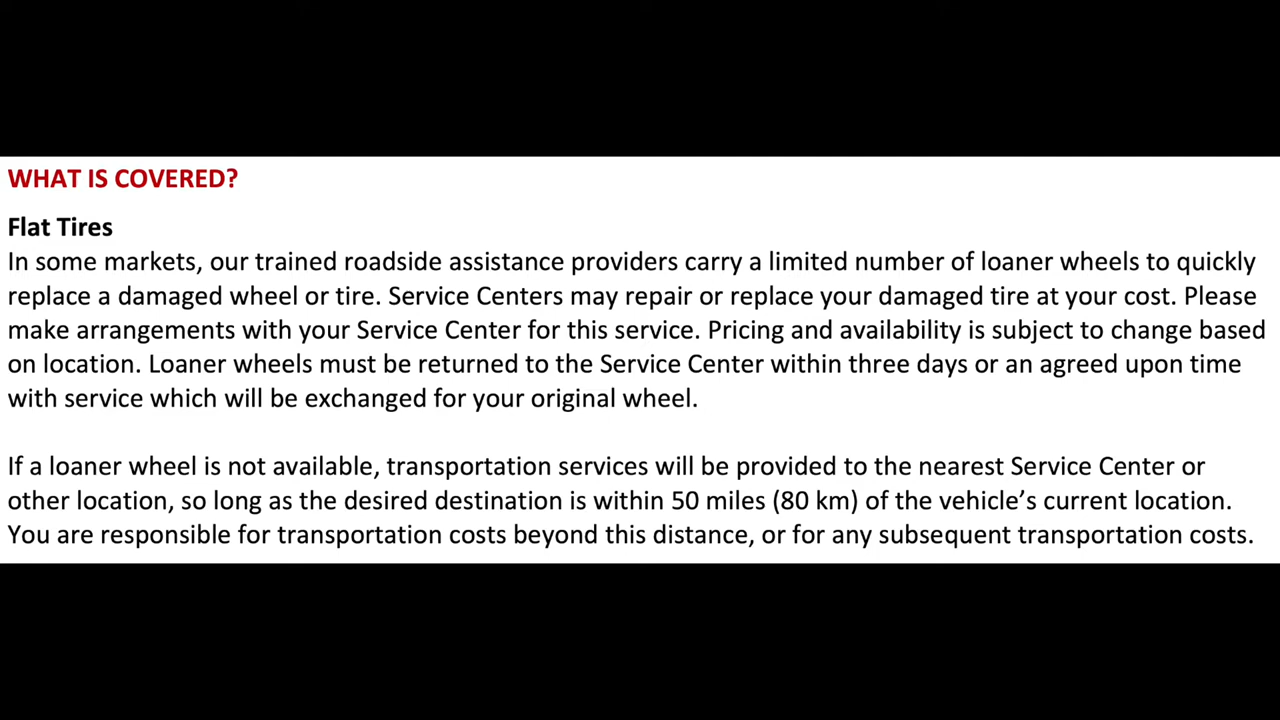 WHAT IS COVERED?
Flat Tires
In some markets, our trained roadside assistance providers carry a limited number of loaner wheels to quickly
replace a damaged wheel or tire. Service Centers may repair or replace your damaged tire at your cost. Please
make arrangements with your Service Center for this service. Pricing and availability is subject to change based
on location. Loaner wheels must be returned to the Service Center within three days or an agreed upon time
with service which will be exchanged for your original wheel.
If a loaner wheel is not available, transportation services will be provided to the nearest Service Center or
other location, so long as the desired destination is within 50 miles (80 km) of the vehicle’s current location.
You are responsible for transportation costs beyond this distance, or for any subsequent transportation costs.